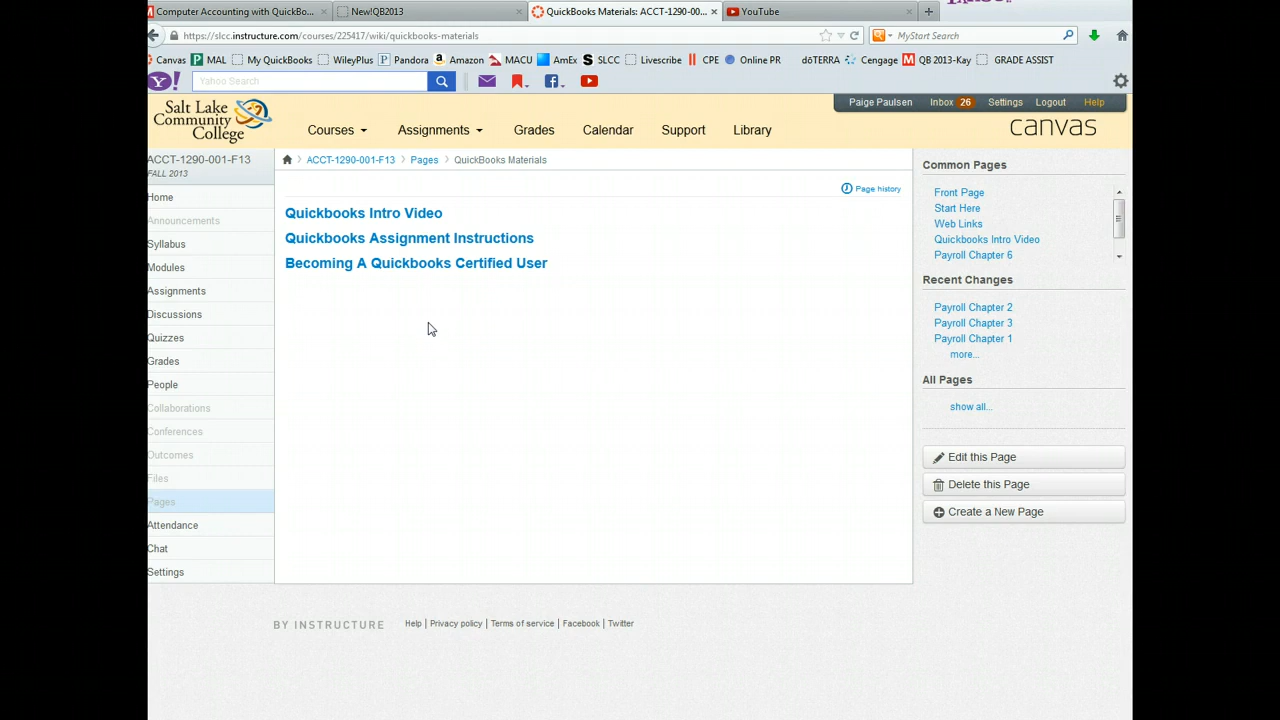 Computer Accounting with QuickBo...
New!QB2013
QuickBooks Materials: ACCT-1290-00...
YouTube
https://slcc.instructure.com/courses/225417/wiki/quickbooks-materials
MyStart Search
Canvas MAL My QuickBooks WileyPlus Pandora Amazon MACU AmEx SLCC Livescribe CPE Online PR dōTERRA Cengage QB 2013-Kay GRADE ASSIST
Y!
Yahoo Search
Salt Lake
Community
College
Courses
Assignments
Grades
Calendar
Support
Library
Paige Paulsen Inbox 26 Settings Logout Help
canvas
ACCT-1290-001-F13
FALL 2013
Home
Announcements
Syllabus
Modules
Assignments
Discussions
Quizzes
Grades
People
Collaborations
Conferences
Outcomes
Files
Pages
Attendance
Chat
Settings
ACCT-1290-001-F13 Pages QuickBooks Materials
Page history
Quickbooks Intro Video
Quickbooks Assignment Instructions
Becoming A Quickbooks Certified User
Common Pages
Front Page
Start Here
Web Links
Quickbooks Intro Video
Payroll Chapter 6
Recent Changes
Payroll Chapter 2
Payroll Chapter 3
Payroll Chapter 1
more...
All Pages
show all...
Edit this Page
Delete this Page
Create a New Page
BY INSTRUCTURE
Help | Privacy policy | Terms of service | Facebook | Twitter